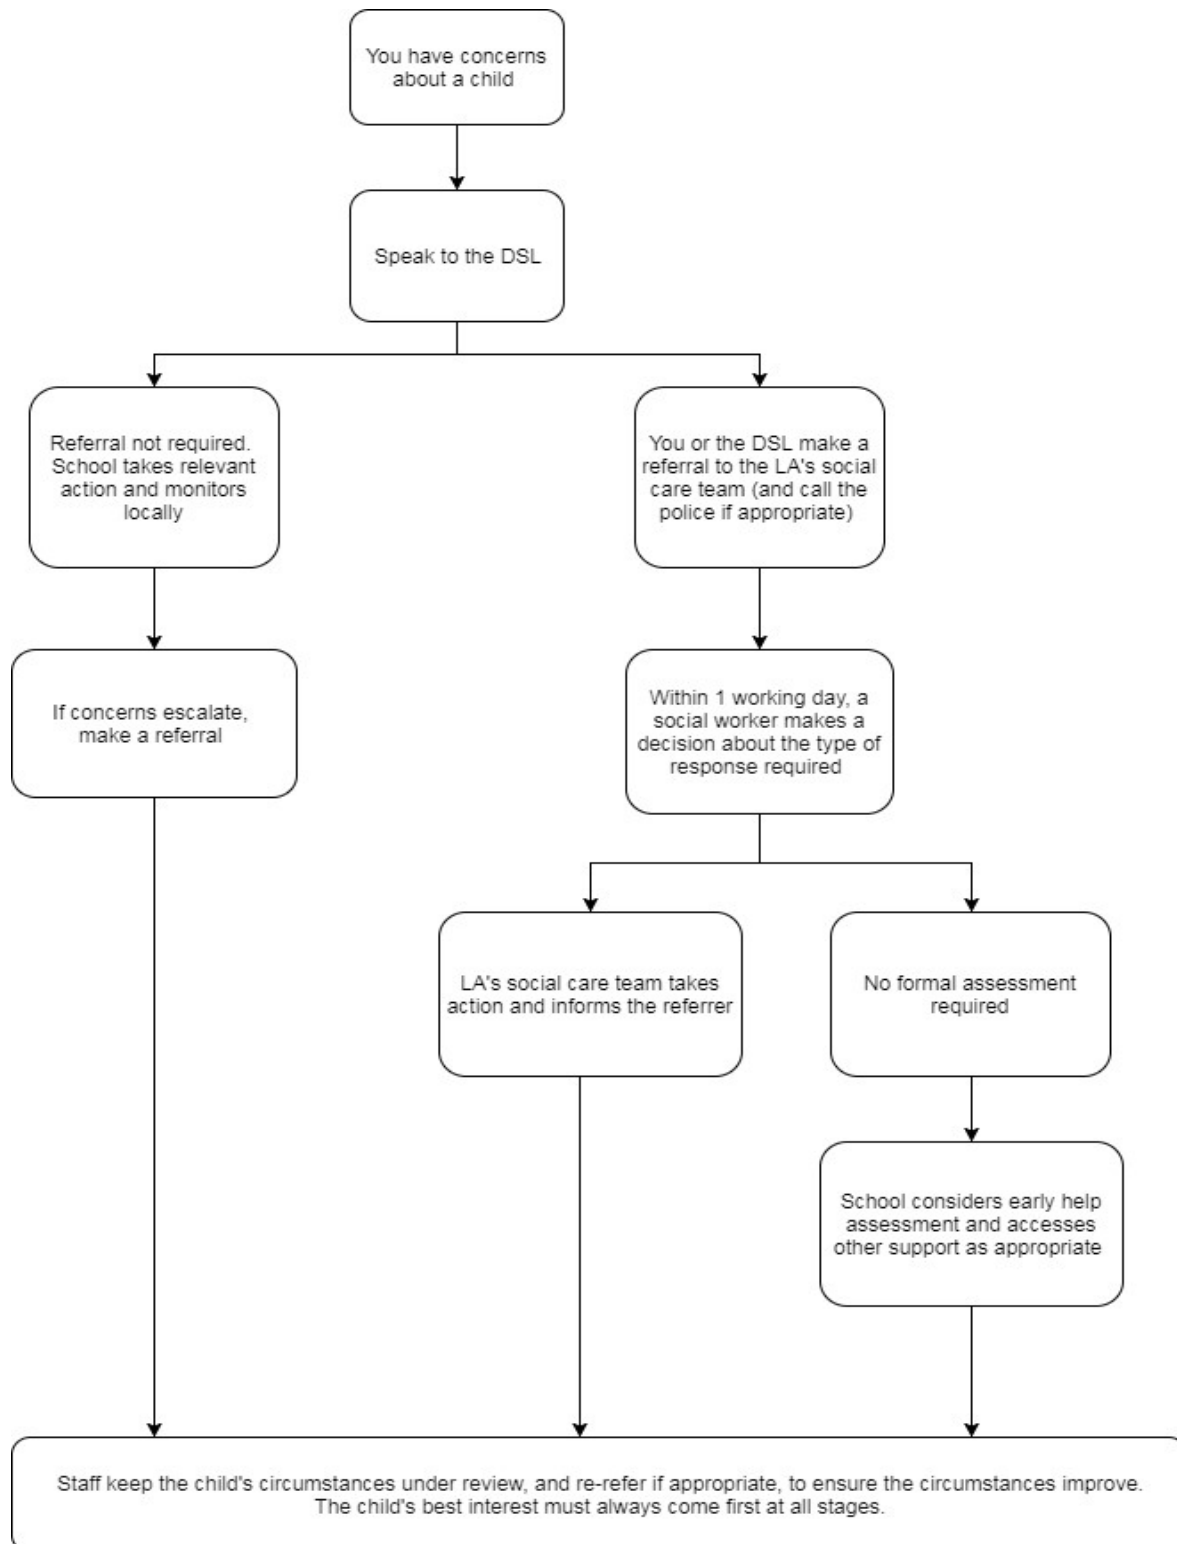 You have concerns
about a child
Speak to the DSL
Referral not required.
School takes relevant
action and monitors
locally
You or the DSL make a
referral to the LA's social
care team (and call the
police if appropriate)
If concerns escalate,
make a referral
Within 1 working day, a
social worker makes a
decision about the type of
response required
LA's social care team takes
action and informs the referrer
No formal assessment
required
School considers early help
assessment and accesses
other support as appropriate
Staff keep the child's circumstances under review, and re-refer if appropriate, to ensure the circumstances improve.
The child's best interest must always come first at all stages.